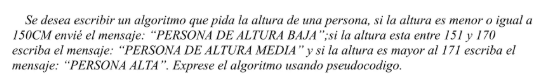 Se desea escribir un algoritmo que pida la altura de una persona, si la altura es menor o igual a
150CM envié el mensaje: “PERSONA DE ALTURA BAJA”;si la altura esta entre 151 y 170
escriba el mensaje: “PERSONA DE ALTURA MEDIA” y si la altura es mayor al 171 escriba el
mensaje: “PERSONA ALTA”. Exprese el algoritmo usando pseudocodigo.